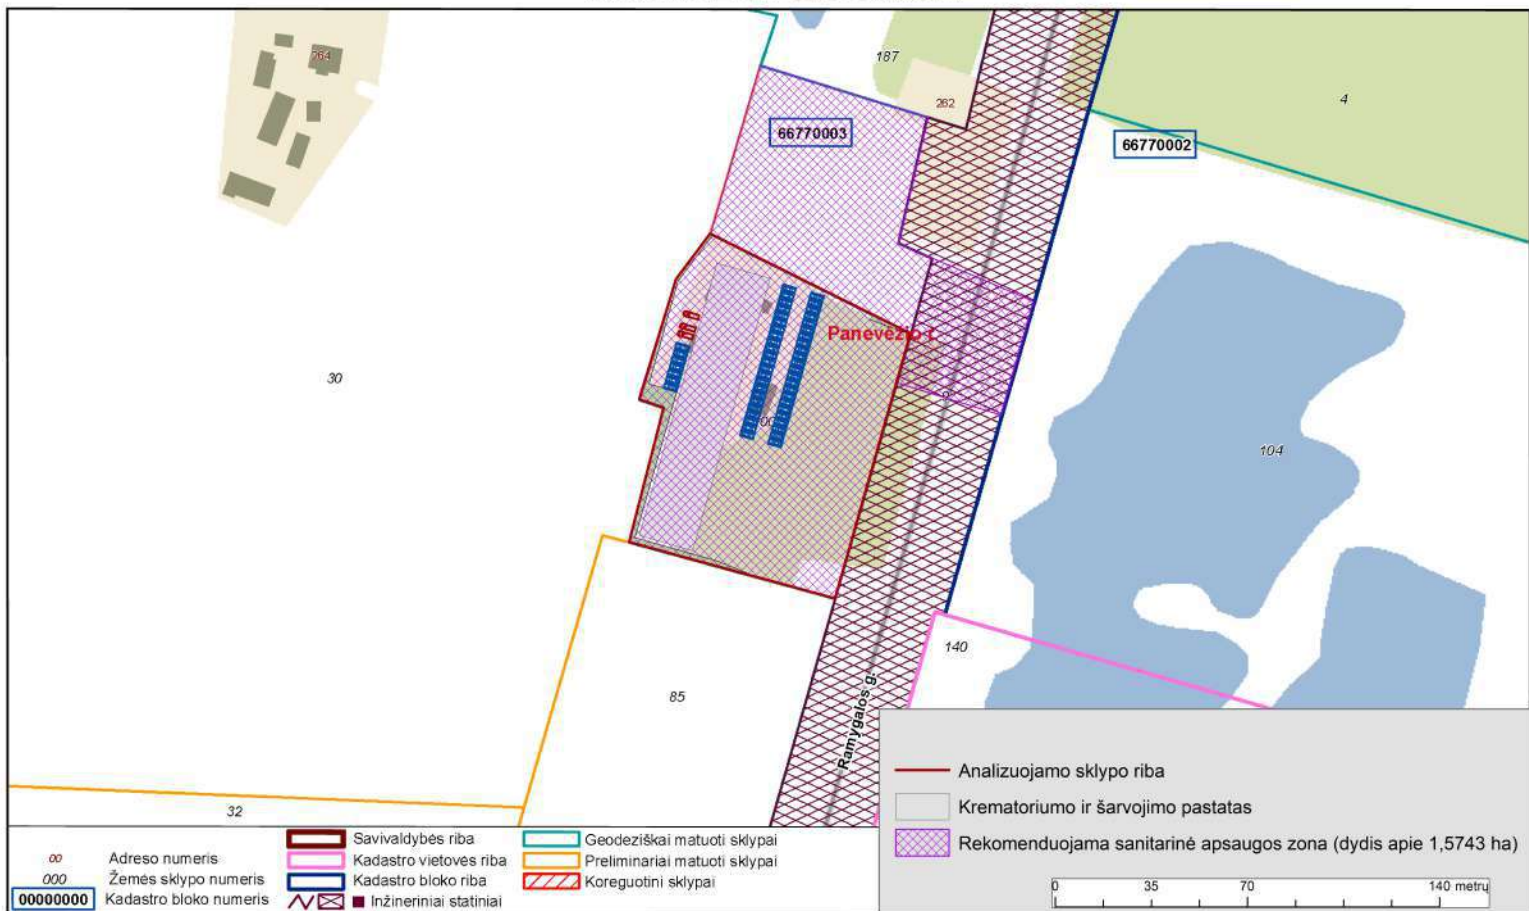 264
187
262
4
66770003
66770002
Panevėžio r.
30
104
140
85
Ramygalos g.
32
Analizuojamo sklypo riba
Krematoriumo ir šarvojimo pastatas
Rekomenduojama sanitarinė apsaugos zona (dydis apie 1,5743 ha)
0 35 70 140 metrų
00 Adreso numeris
000 Žemės sklypo numeris
00000000 Kadastro bloko numeris
Savivaldybės riba
Kadastro vietovės riba
Kadastro bloko riba
Inžineriniai statiniai
Geodeziškai matuoti sklypai
Preliminariai matuoti sklypai
Koreguotini sklypai